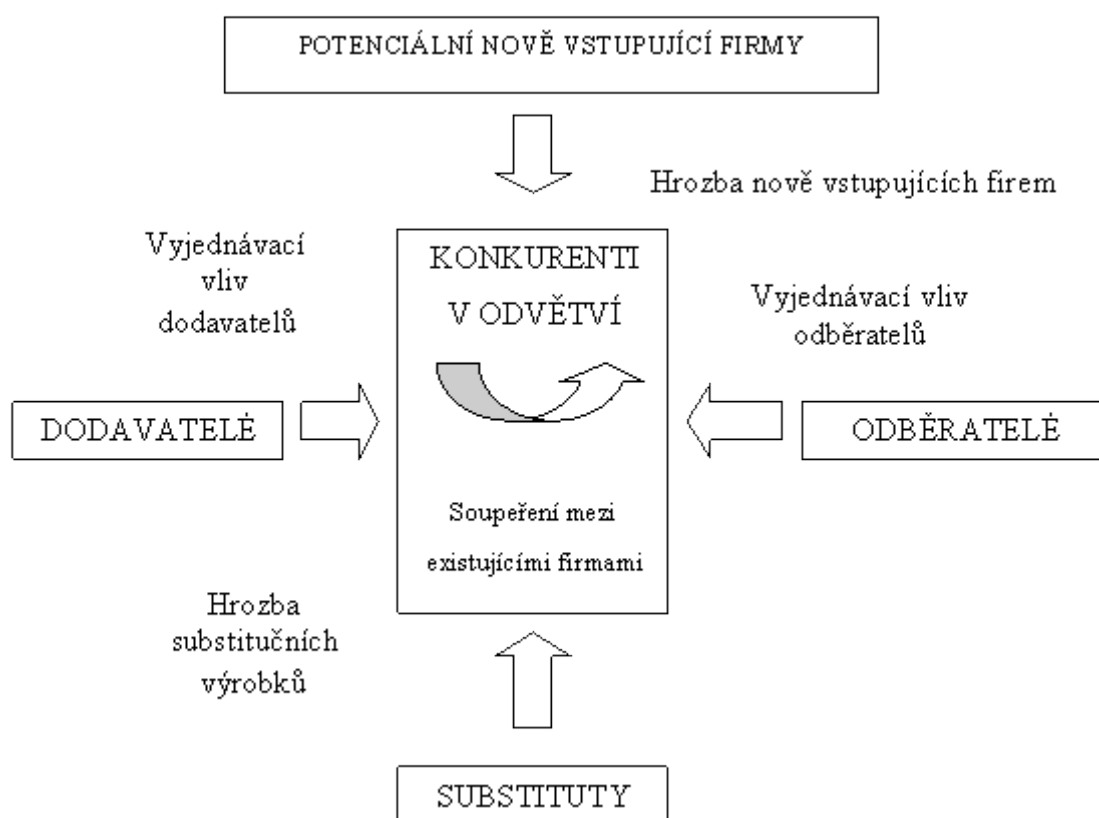 POTENCIÁLNÍ NOVĚ VSTUPUJÍCÍ FIRMY
Hrozba nově vstupujících firem
Vyjednávací
vliv
dodavatelů
KONKURENTI
V ODVĚTVÍ
Vyjednávací vliv
odběratelů
DODAVATELÉ
ODBĚRATELÉ
Soupeření mezi
existujícími firmami
Hrozba
substitučních
výrobků
SUBSTITUTY